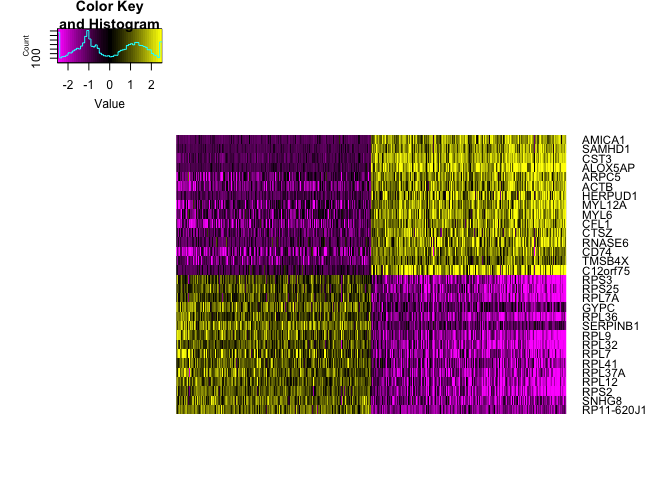 Color Key
and Histogram
Count
100
-2 -1 0 1 2
Value
AMICA1
SAMHD1
CST3
ALOX5AP
ARPC5
ACTB
HERPUD1
MYL12A
MYL6
CFL1
CTSZ
RNASE6
CD74
TMSB4X
C12orf75
RPS3
RPS25
RPL7A
GYPC
RPL36
SERPINB1
RPL9
RPL32
RPL7
RPL41
RPL37A
RPL12
RPS2
SNHG8
RP11-620J1